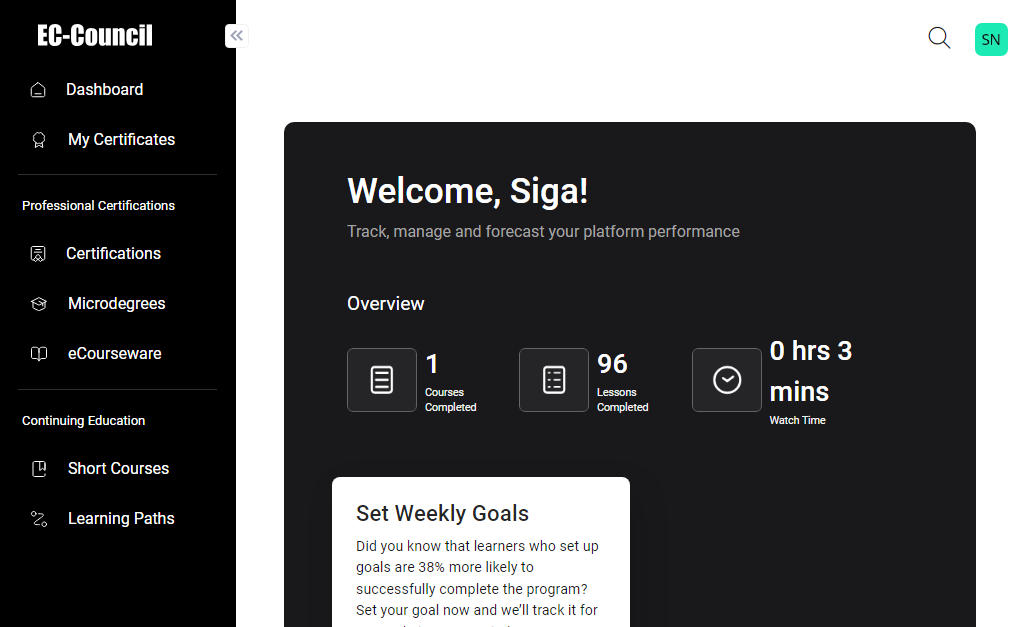 EC-Council
SN
Dashboard
My Certificates
Professional Certifications
Certifications
Microdegrees
eCourseware
Continuing Education
Short Courses
Learning Paths
Welcome, Siga!
Track, manage and forecast your platform performance
Overview
1
Courses
Completed
96
Lessons
Completed
0 hrs 3
mins
Watch Time
Set Weekly Goals
Did you know that learners who set up
goals are 38% more likely to
successfully complete the program?
Set your goal now and we'll track it for